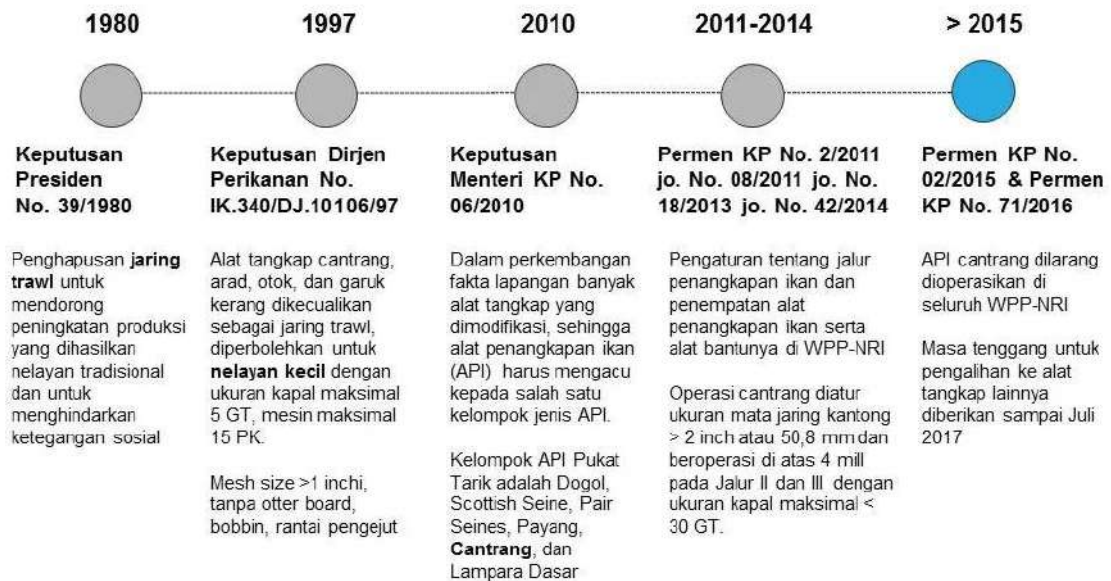 1980
1997
2010
2011-2014
> 2015
Keputusan
Presiden
No. 39/1980
Penghapusan jaring
trawl untuk
mendorong
peningkatan produksi
yang dihasilkan
nelayan tradisional
dan untuk
menghindarkan
ketegangan sosial
Keputusan Dirjen
Perikanan No.
IK.340/DJ.10106/97
Alat tangkap cantrang,
arad, otok, dan garuk
kerang dikecualikan
sebagai jaring trawl,
diperbolehkan untuk
nelayan kecil dengan
ukuran kapal maksimal
5 GT, mesin maksimal
15 PK.
Mesh size >1 inchi,
tanpa otter board,
bobbin, rantai pengejut
Keputusan
Menteri KP No.
06/2010
Dalam perkembangan
fakta lapangan banyak
alat tangkap yang
dimodifikasi, sehingga
alat penangkapan ikan
(API) harus mengacu
kepada salah satu
kelompok jenis API.
Kelompok API Pukat
Tarik adalah Dogol,
Scottish Seine, Pair
Seines, Payang,
Cantrang, dan
Lampara Dasar
Permen KP No. 2/2011
jo. No. 08/2011 jo. No.
18/2013 jo. No. 42/2014
Pengaturan tentang jalur
penangkapan ikan dan
penempatan alat
penangkapan ikan serta
alat bantunya di WPP-NRI
Operasi cantrang diatur
ukuran mata jaring kantong
> 2 inch atau 50,8 mm dan
beroperasi di atas 4 mill
pada Jalur II dan III dengan
ukuran kapal maksimal <
30 GT.
Permen KP No.
02/2015 & Permen
KP No. 71/2016
API cantrang dilarang
dioperasikan di
seluruh WPP-NRI
Masa tenggang untuk
pengalihan ke alat
tangkap lainnya
diberikan sampai Juli
2017